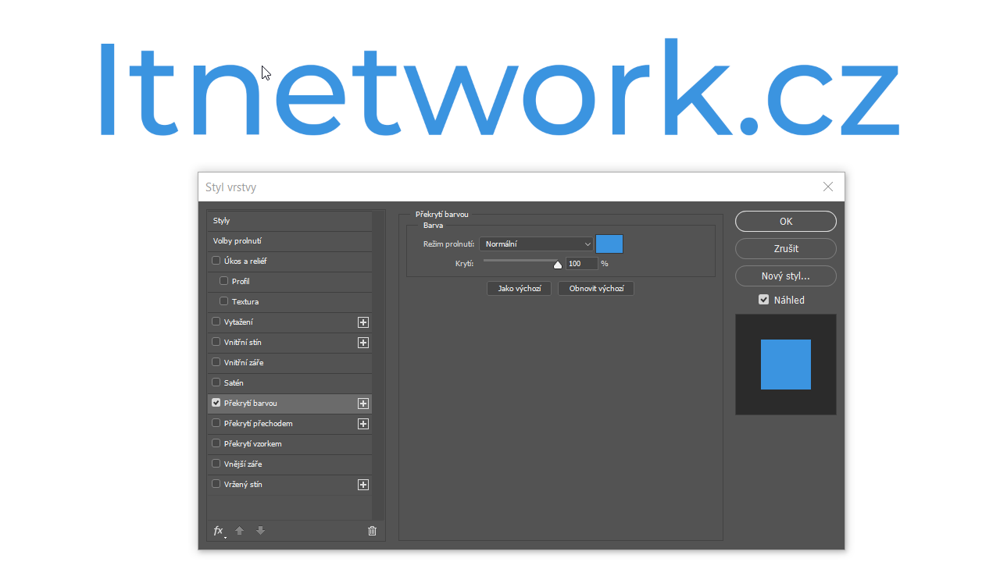 Itnetwork.cz
Styl vrstvy
Styly
Volby prolnutí
Úkos a reliéf
Profil
Textura
Vytažení
Vnitřní stín
Vnitřní záře
Satén
Překrytí barvou
Překrytí přechodem
Překrytí vzorkem
Vnější záře
Vržený stín
fx
Překrytí barvou
Barva
Režim prolnutí: Normální
Krytí: 100 %
Jako výchozí Obnovit výchozí
OK
Zrušit
Nový styl...
Náhled